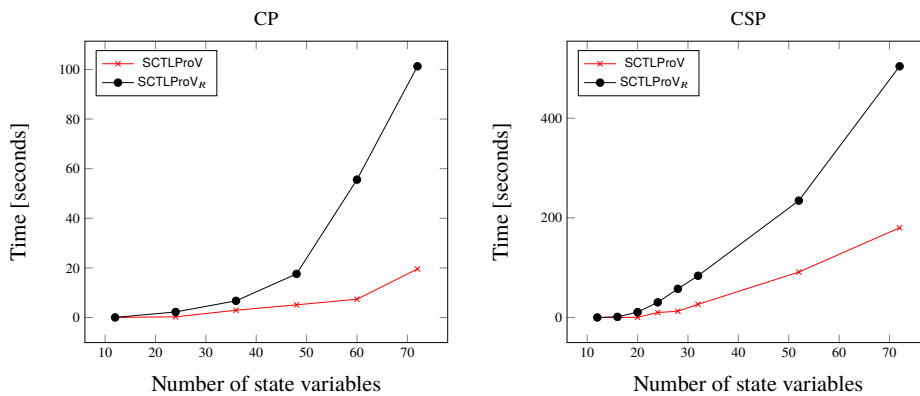 CP
SCTLProV
SCTLProV_R
100
80
60
40
20
0
10 20 30 40 50 60 70
Time [seconds]
Number of state variables
CSP
SCTLProV
SCTLProV_R
400
200
0
10 20 30 40 50 60 70
Time [seconds]
Number of state variables